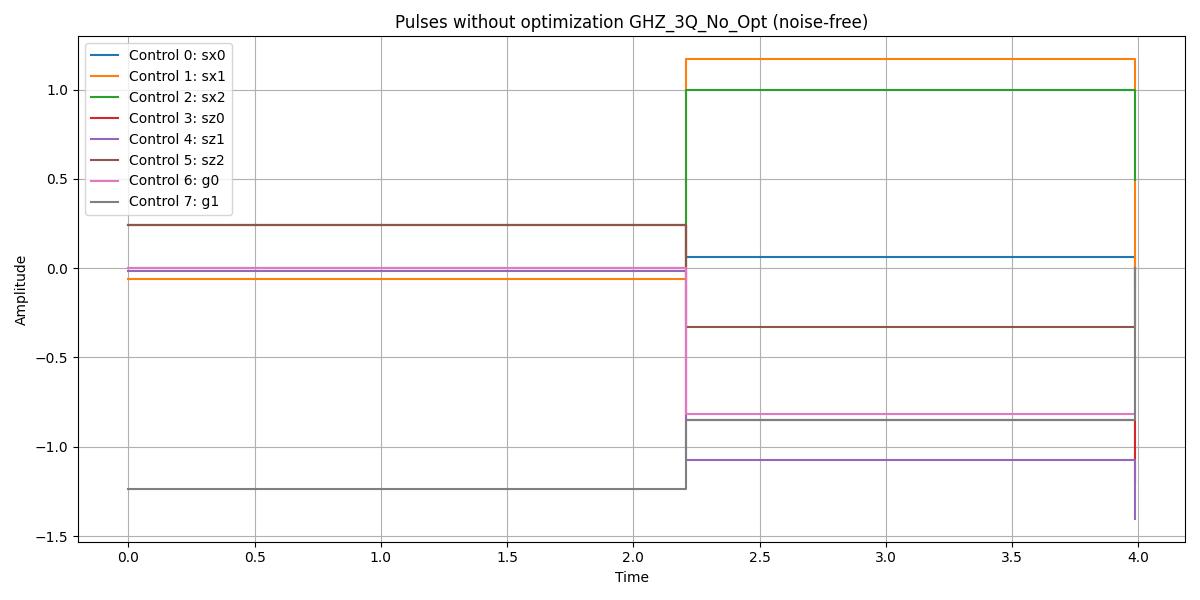 Pulses without optimization GHZ_3Q_No_Opt (noise-free)
Control 0: sx0
Control 1: sx1
Control 2: sx2
Control 3: sz0
Control 4: sz1
Control 5: sz2
Control 6: g0
Control 7: g1
Amplitude
1.0
0.5
0.0
−0.5
−1.0
−1.5
0.0 0.5 1.0 1.5 2.0 2.5 3.0 3.5 4.0
Time